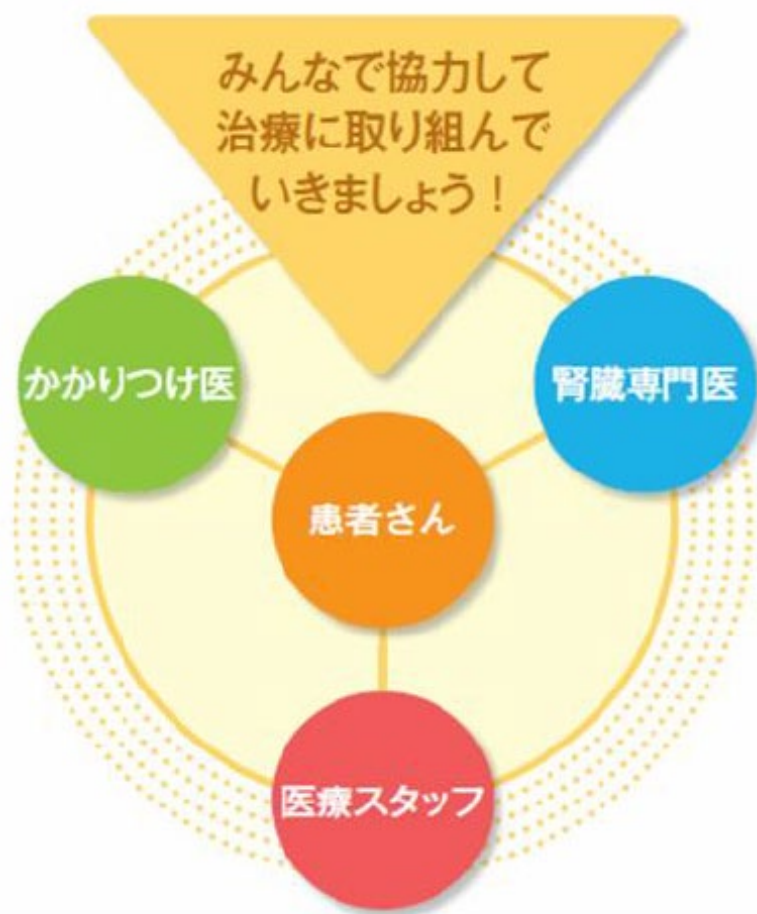 みんなで協力して
治療に取り組んで
いきましょう！
かかりつけ医
腎臓専門医
患者さん
医療スタッフ